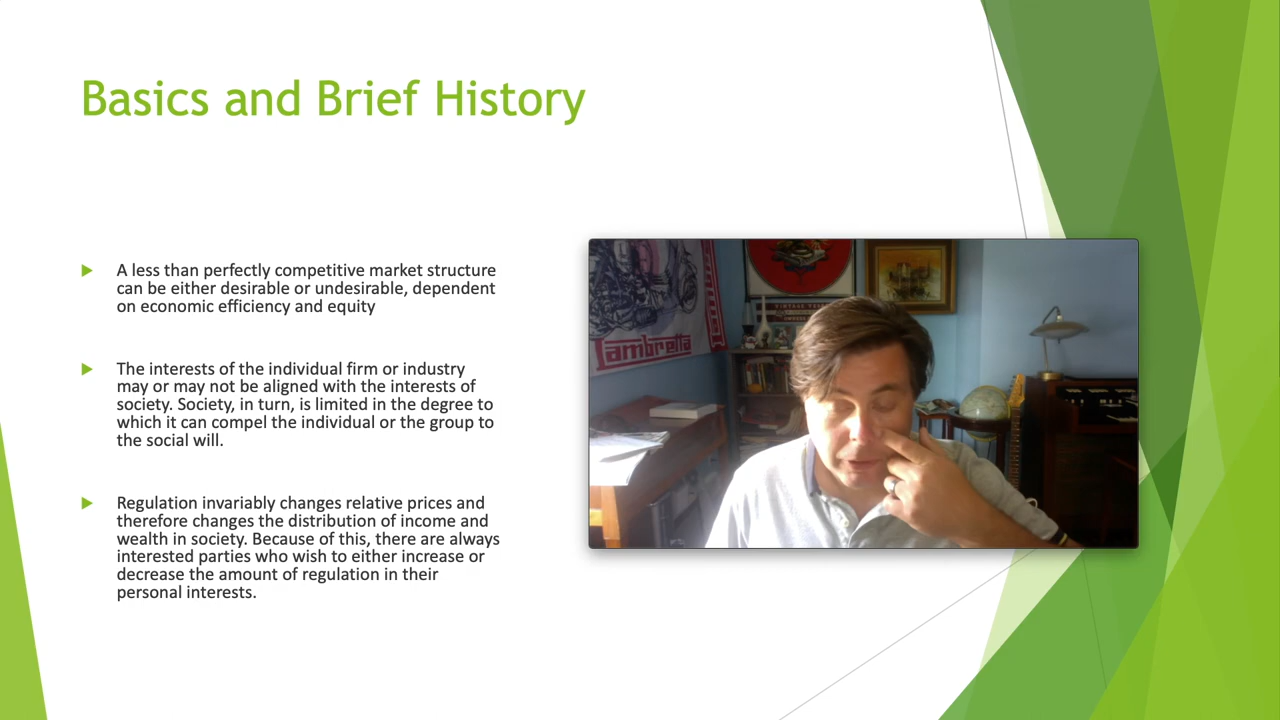 Basics and Brief History
A less than perfectly competitive market structure
can be either desirable or undesirable, dependent
on economic efficiency and equity
The interests of the individual firm or industry
may or may not be aligned with the interests of
society. Society, in turn, is limited in the degree to
which it can compel the individual or the group to
the social will.
Regulation invariably changes relative prices and
therefore changes the distribution of income and
wealth in society. Because of this, there are always
interested parties who wish to either increase or
decrease the amount of regulation in their
personal interests.
Lambretta